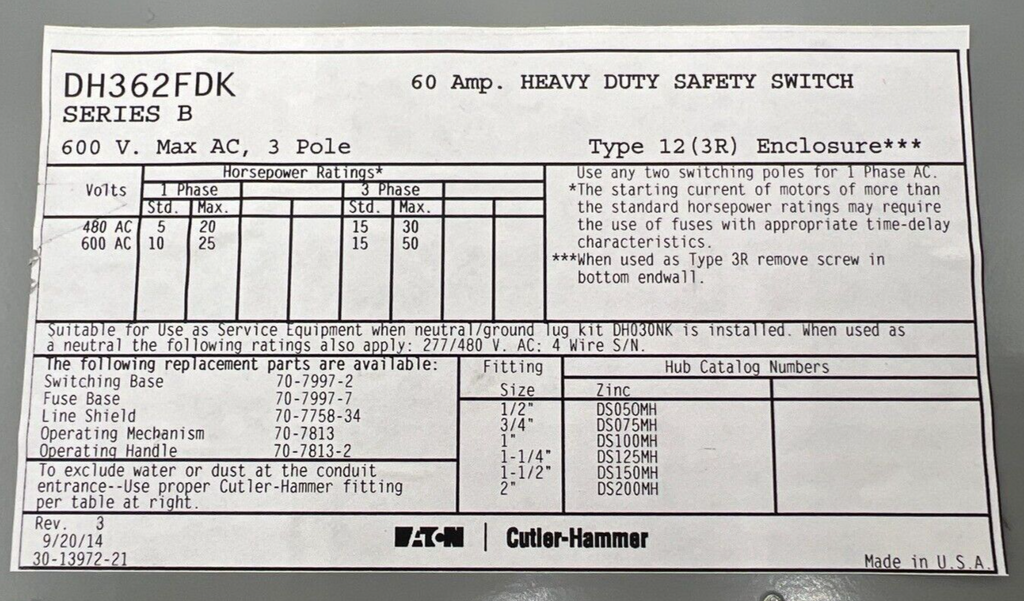 DH362FDK
60 Amp. HEAVY DUTY SAFETY SWITCH
SERIES B
600 V. Max AC, 3 Pole
Type 12(3R) Enclosure***
Volts
Horsepower Ratings*
1 Phase 3 Phase
Std. Max. Std. Max.
480 AC 5 20 15 30
600 AC 10 25 15 50
Use any two switching poles for 1 Phase AC.
*The starting current of motors of more than
the standard horsepower ratings may require
the use of fuses with appropriate time-delay
characteristics.
***When used as Type 3R remove screw in
bottom endwall.
Suitable for Use as Service Equipment when neutral/ground lug kit DH030NK is installed. When used as
a neutral the following ratings also apply: 277/480 V. AC: 4 Wire S/N.
The following replacement parts are available:
Switching Base 70-7997-2
Fuse Base 70-7997-7
Line Shield 70-7758-34
Operating Mechanism 70-7813
Operating Handle 70-7813-2
To exclude water or dust at the conduit
entrance--Use proper Cutler-Hammer fitting
per table at right.
Fitting
Size
Hub Catalog Numbers
Zinc
1/2" DS050MH
3/4" DS075MH
1" DS100MH
1-1/4" DS125MH
1-1/2" DS150MH
2" DS200MH
Rev. 3
9/20/14
30-13972-21
EATON | Cutler-Hammer
Made in U.S.A.